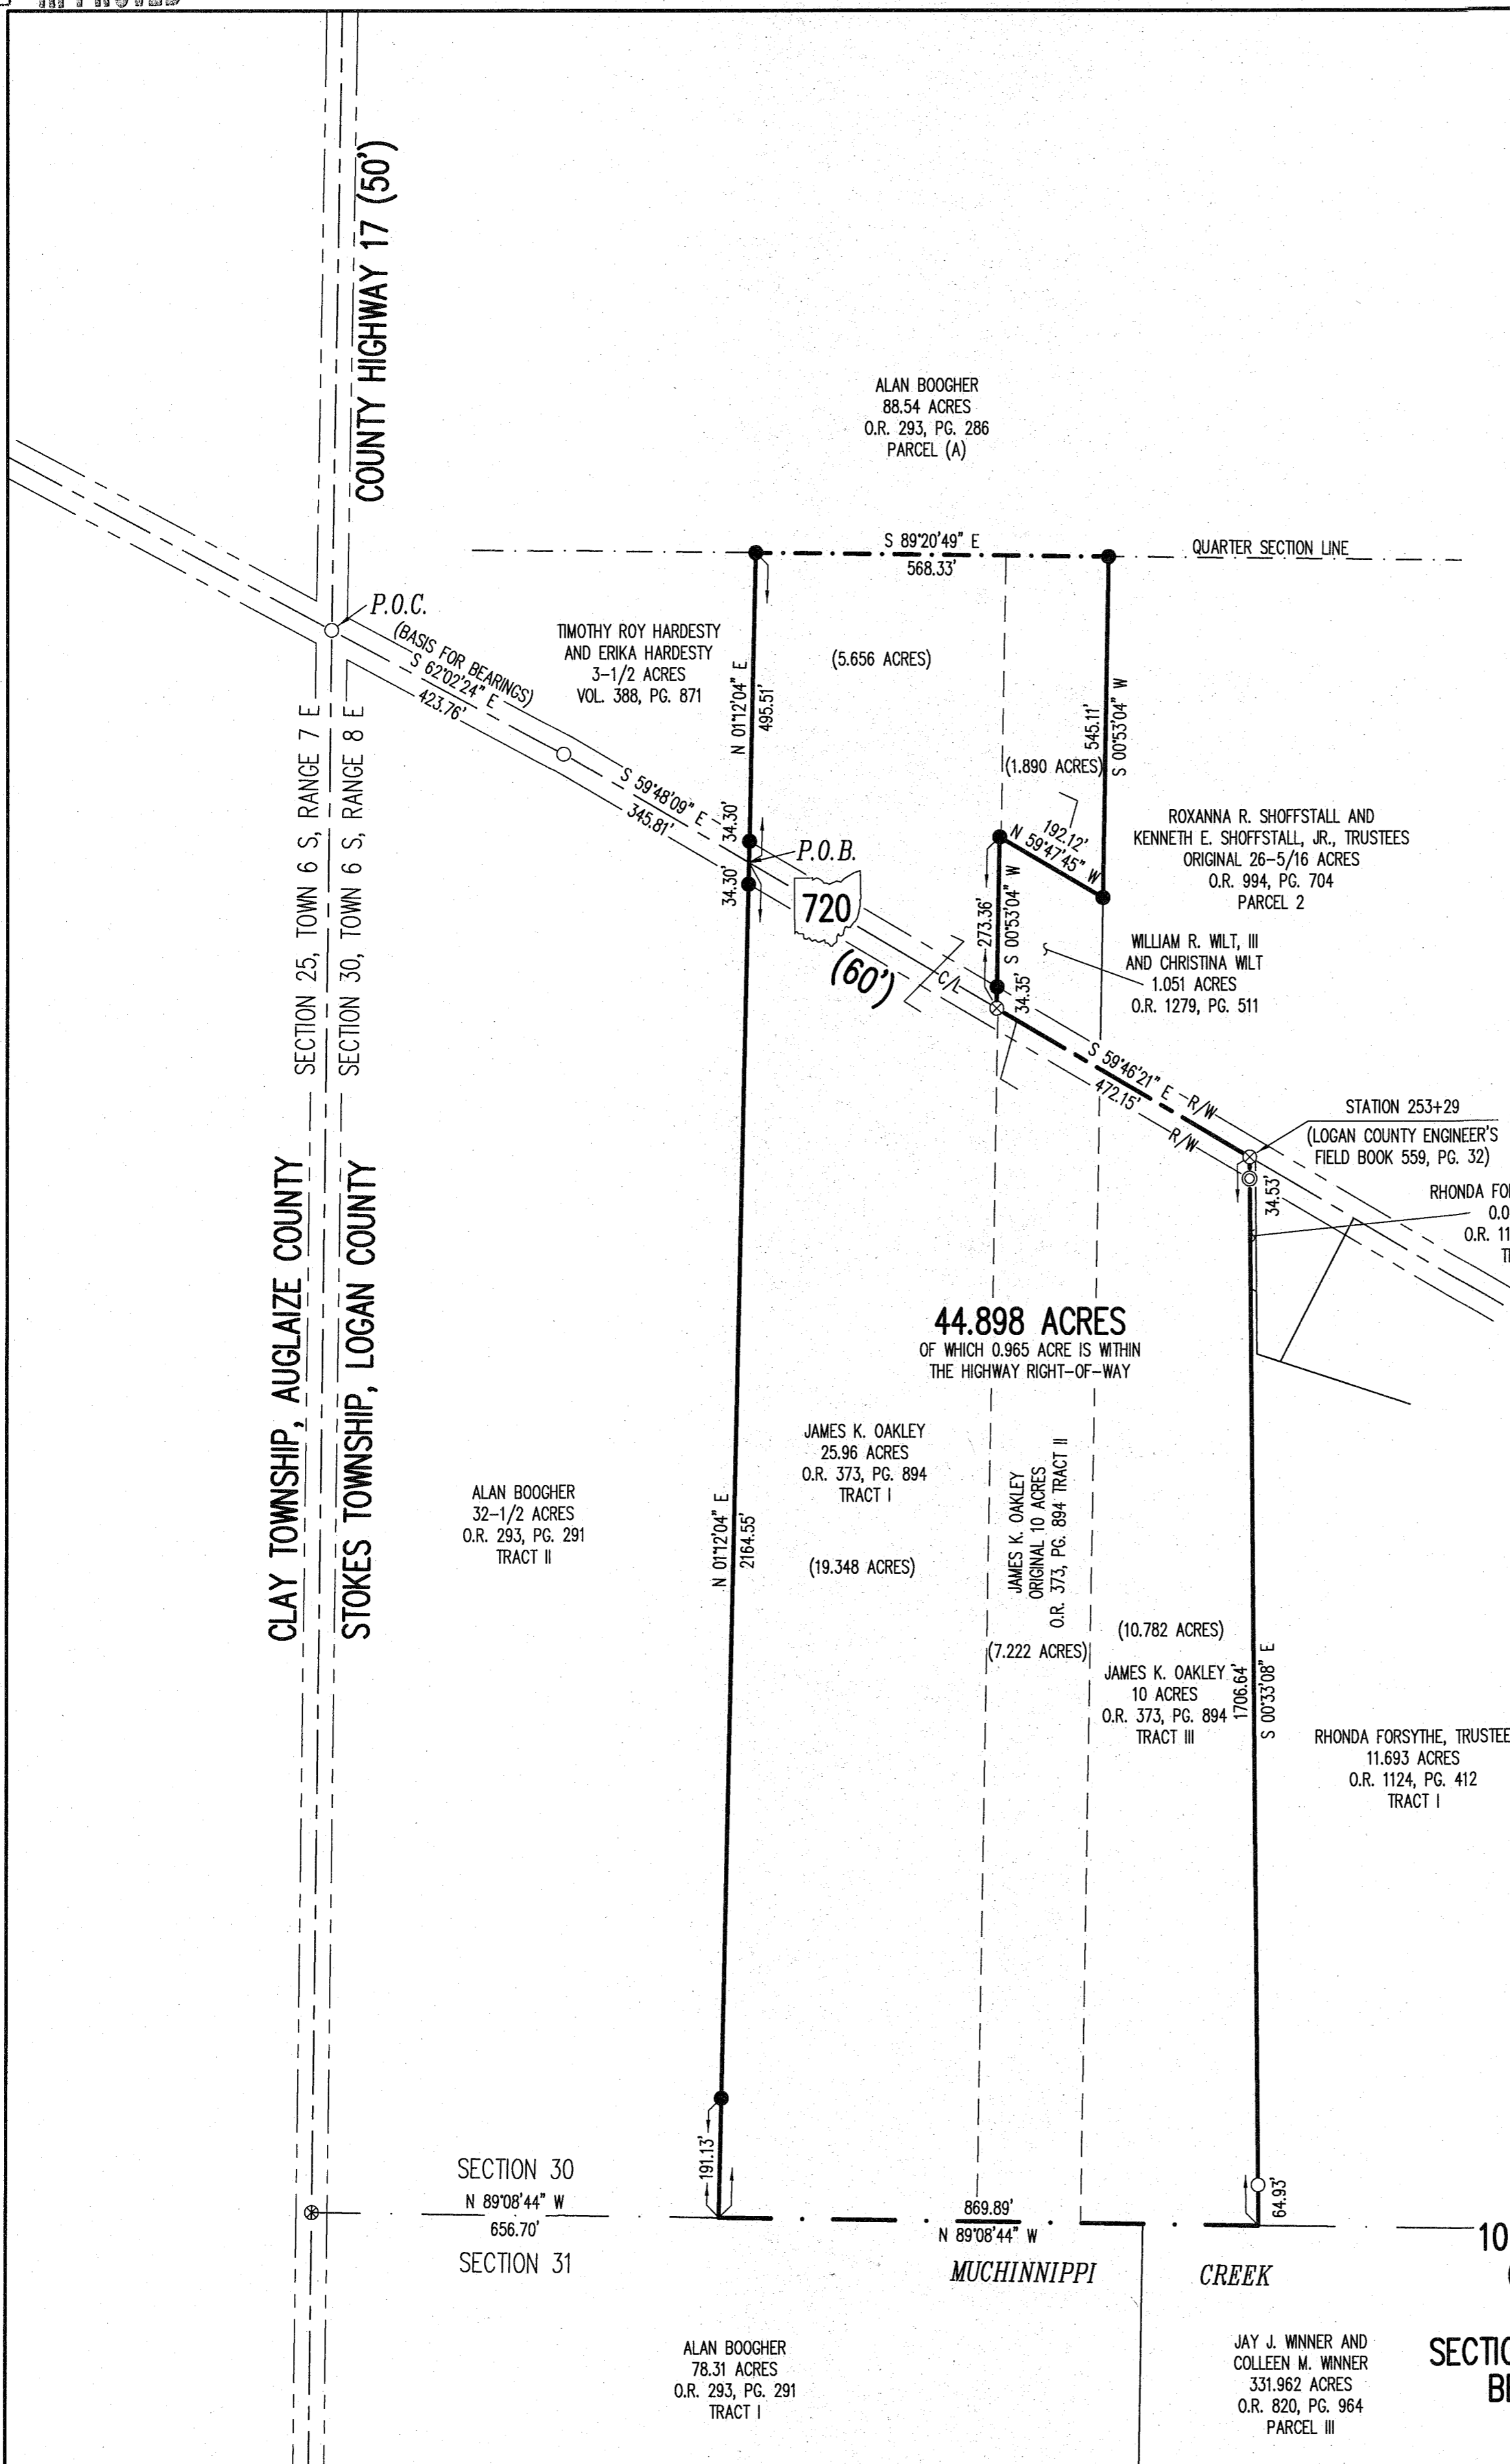 APPROVED
COUNTY HIGHWAY 17 (50')
ALAN BOOGHER
88.54 ACRES
O.R. 293, PG. 286
PARCEL (A)
S 89°20'49" E
568.33'
QUARTER SECTION LINE
P.O.C.
(BASIS FOR BEARINGS)
S 62°02'24" E
423.76'
TIMOTHY ROY HARDESTY
AND ERIKA HARDESTY
3-1/2 ACRES
VOL. 388, PG. 871
N 01°12'04" E
495.51'
(5.656 ACRES)
545.11'
S 00°53'04" W
(1.890 ACRES)
S 59°48'09" E
345.81'
34.30'
34.30'
P.O.B.
720
(60')
C/L
192.12'
N 59°47'45" W
273.36'
S 00°53'04" W
34.35'
ROXANNA R. SHOFFSTALL AND
KENNETH E. SHOFFSTALL, JR., TRUSTEES
ORIGINAL 26-5/16 ACRES
O.R. 994, PG. 704
PARCEL 2
WILLIAM R. WILT, III
AND CHRISTINA WILT
1.051 ACRES
O.R. 1279, PG. 511
SECTION 25, TOWN 6 S, RANGE 7 E
SECTION 30, TOWN 6 S, RANGE 8 E
S 59°46'21" E
472.15'
R/W
R/W
STATION 253+29
(LOGAN COUNTY ENGINEER'S
FIELD BOOK 559, PG. 32)
34.53'
RHONDA FO
0.0
O.R. 11
CLAY TOWNSHIP, AUGLAIZE COUNTY
STOKES TOWNSHIP, LOGAN COUNTY
44.898 ACRES
OF WHICH 0.965 ACRE IS WITHIN
THE HIGHWAY RIGHT-OF-WAY
JAMES K. OAKLEY
25.96 ACRES
O.R. 373, PG. 894
TRACT I
JAMES K. OAKLEY
ORIGINAL 10 ACRES
O.R. 373, PG. 894 TRACT II
ALAN BOOGHER
32-1/2 ACRES
O.R. 293, PG. 291
TRACT II
N 01°12'04" E
2164.55'
(19.348 ACRES)
(7.222 ACRES)
(10.782 ACRES)
JAMES K. OAKLEY
10 ACRES
O.R. 373, PG. 894
TRACT III
1706.64'
S 00°33'08" E
RHONDA FORSYTHE, TRUSTEE
11.693 ACRES
O.R. 1124, PG. 412
TRACT I
191.13'
64.93'
SECTION 30
N 89°08'44" W
656.70'
SECTION 31
869.89'
N 89°08'44" W
MUCHINNIPPI CREEK
10
ALAN BOOGHER
78.31 ACRES
O.R. 293, PG. 291
TRACT I
JAY J. WINNER AND
COLLEEN M. WINNER
331.962 ACRES
O.R. 820, PG. 964
PARCEL III